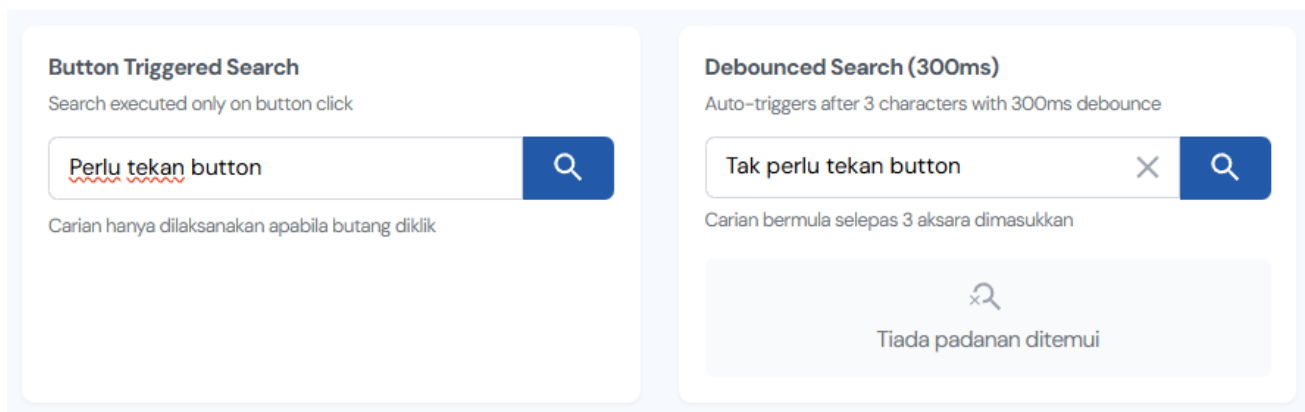 Button Triggered Search
Search executed only on button click
Perlu tekan button
Carian hanya dilaksanakan apabila butang diklik
Debounced Search (300ms)
Auto-triggers after 3 characters with 300ms debounce
Tak perlu tekan button
Carian bermula selepas 3 aksara dimasukkan
Tiada padanan ditemui